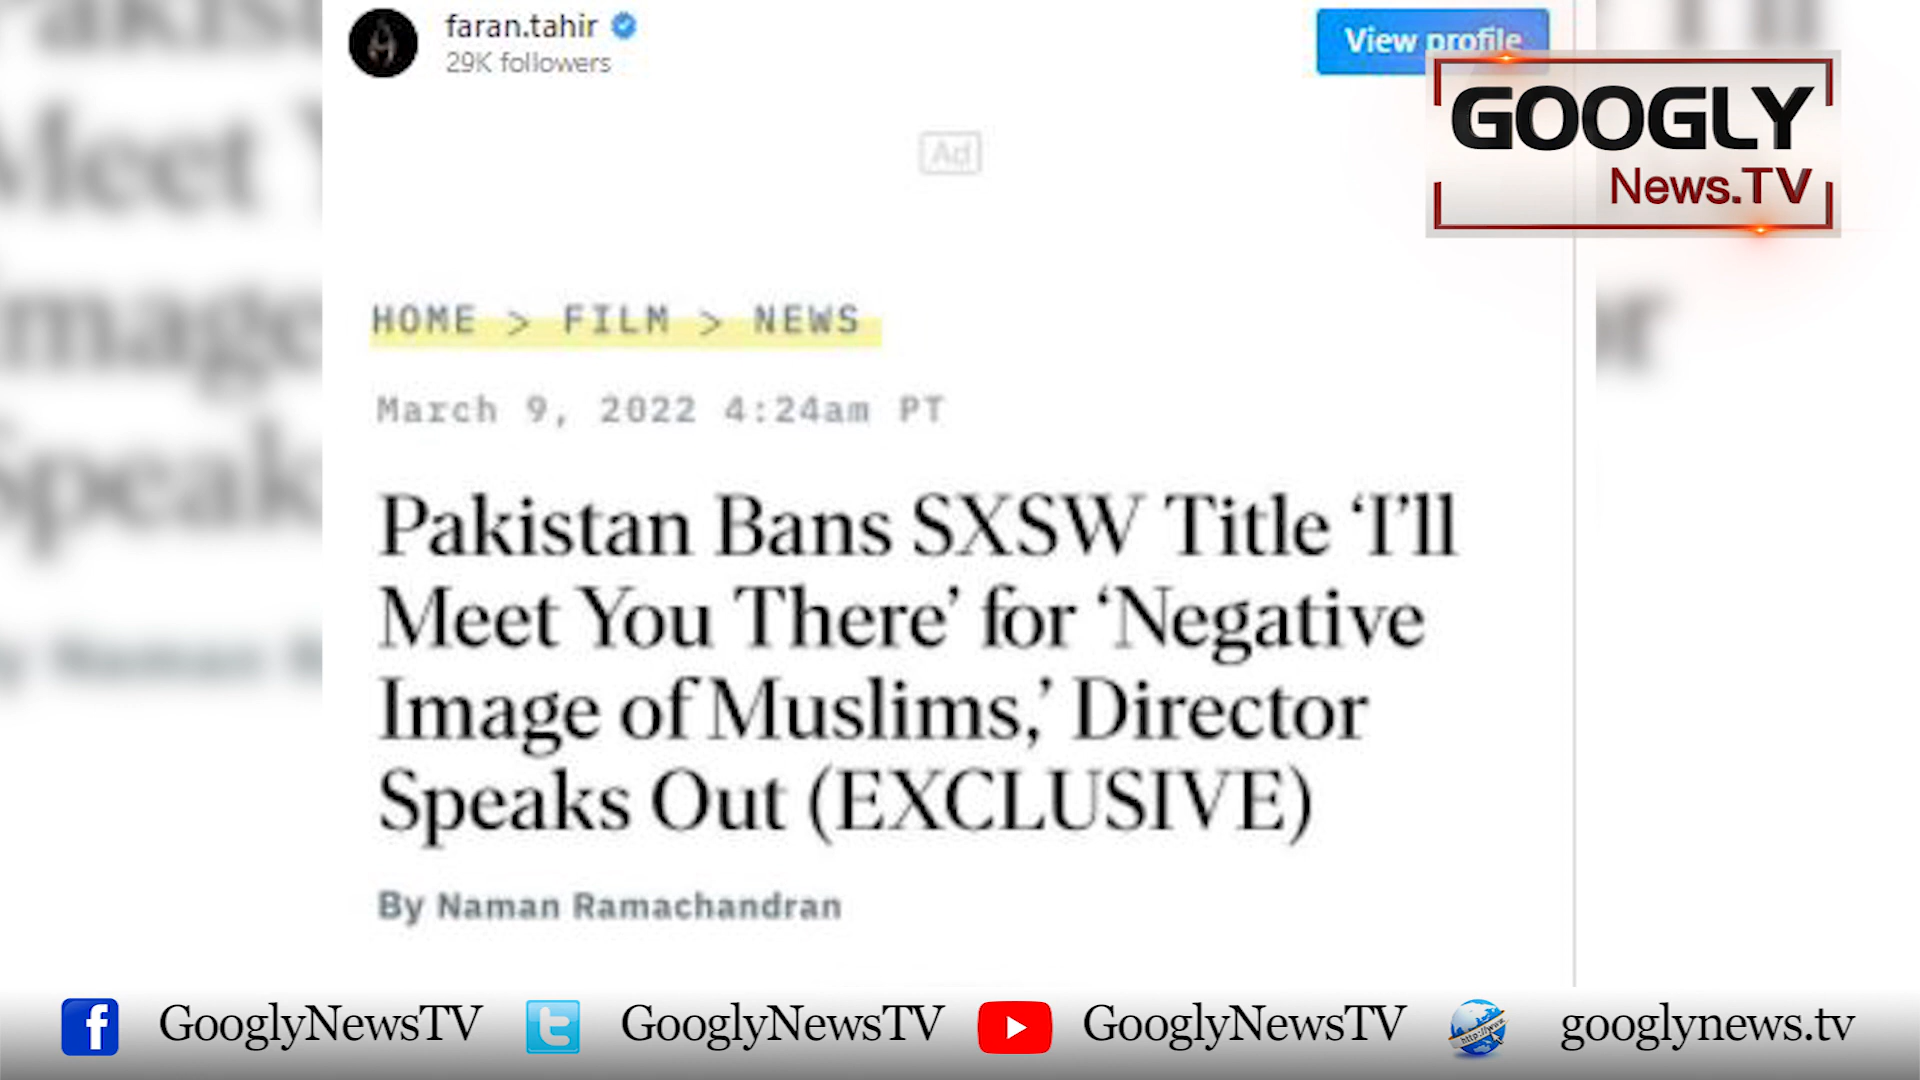 faran.tahir
29K followers
View profile
GOOGLY
News.TV
Ad
HOME > FILM > NEWS
March 9, 2022 4:24am PT
Pakistan Bans SXSW Title ‘I’ll
Meet You There’ for ‘Negative
Image of Muslims,’ Director
Speaks Out (EXCLUSIVE)
By Naman Ramachandran
GooglyNewsTV GooglyNewsTV GooglyNewsTV googlynews.tv